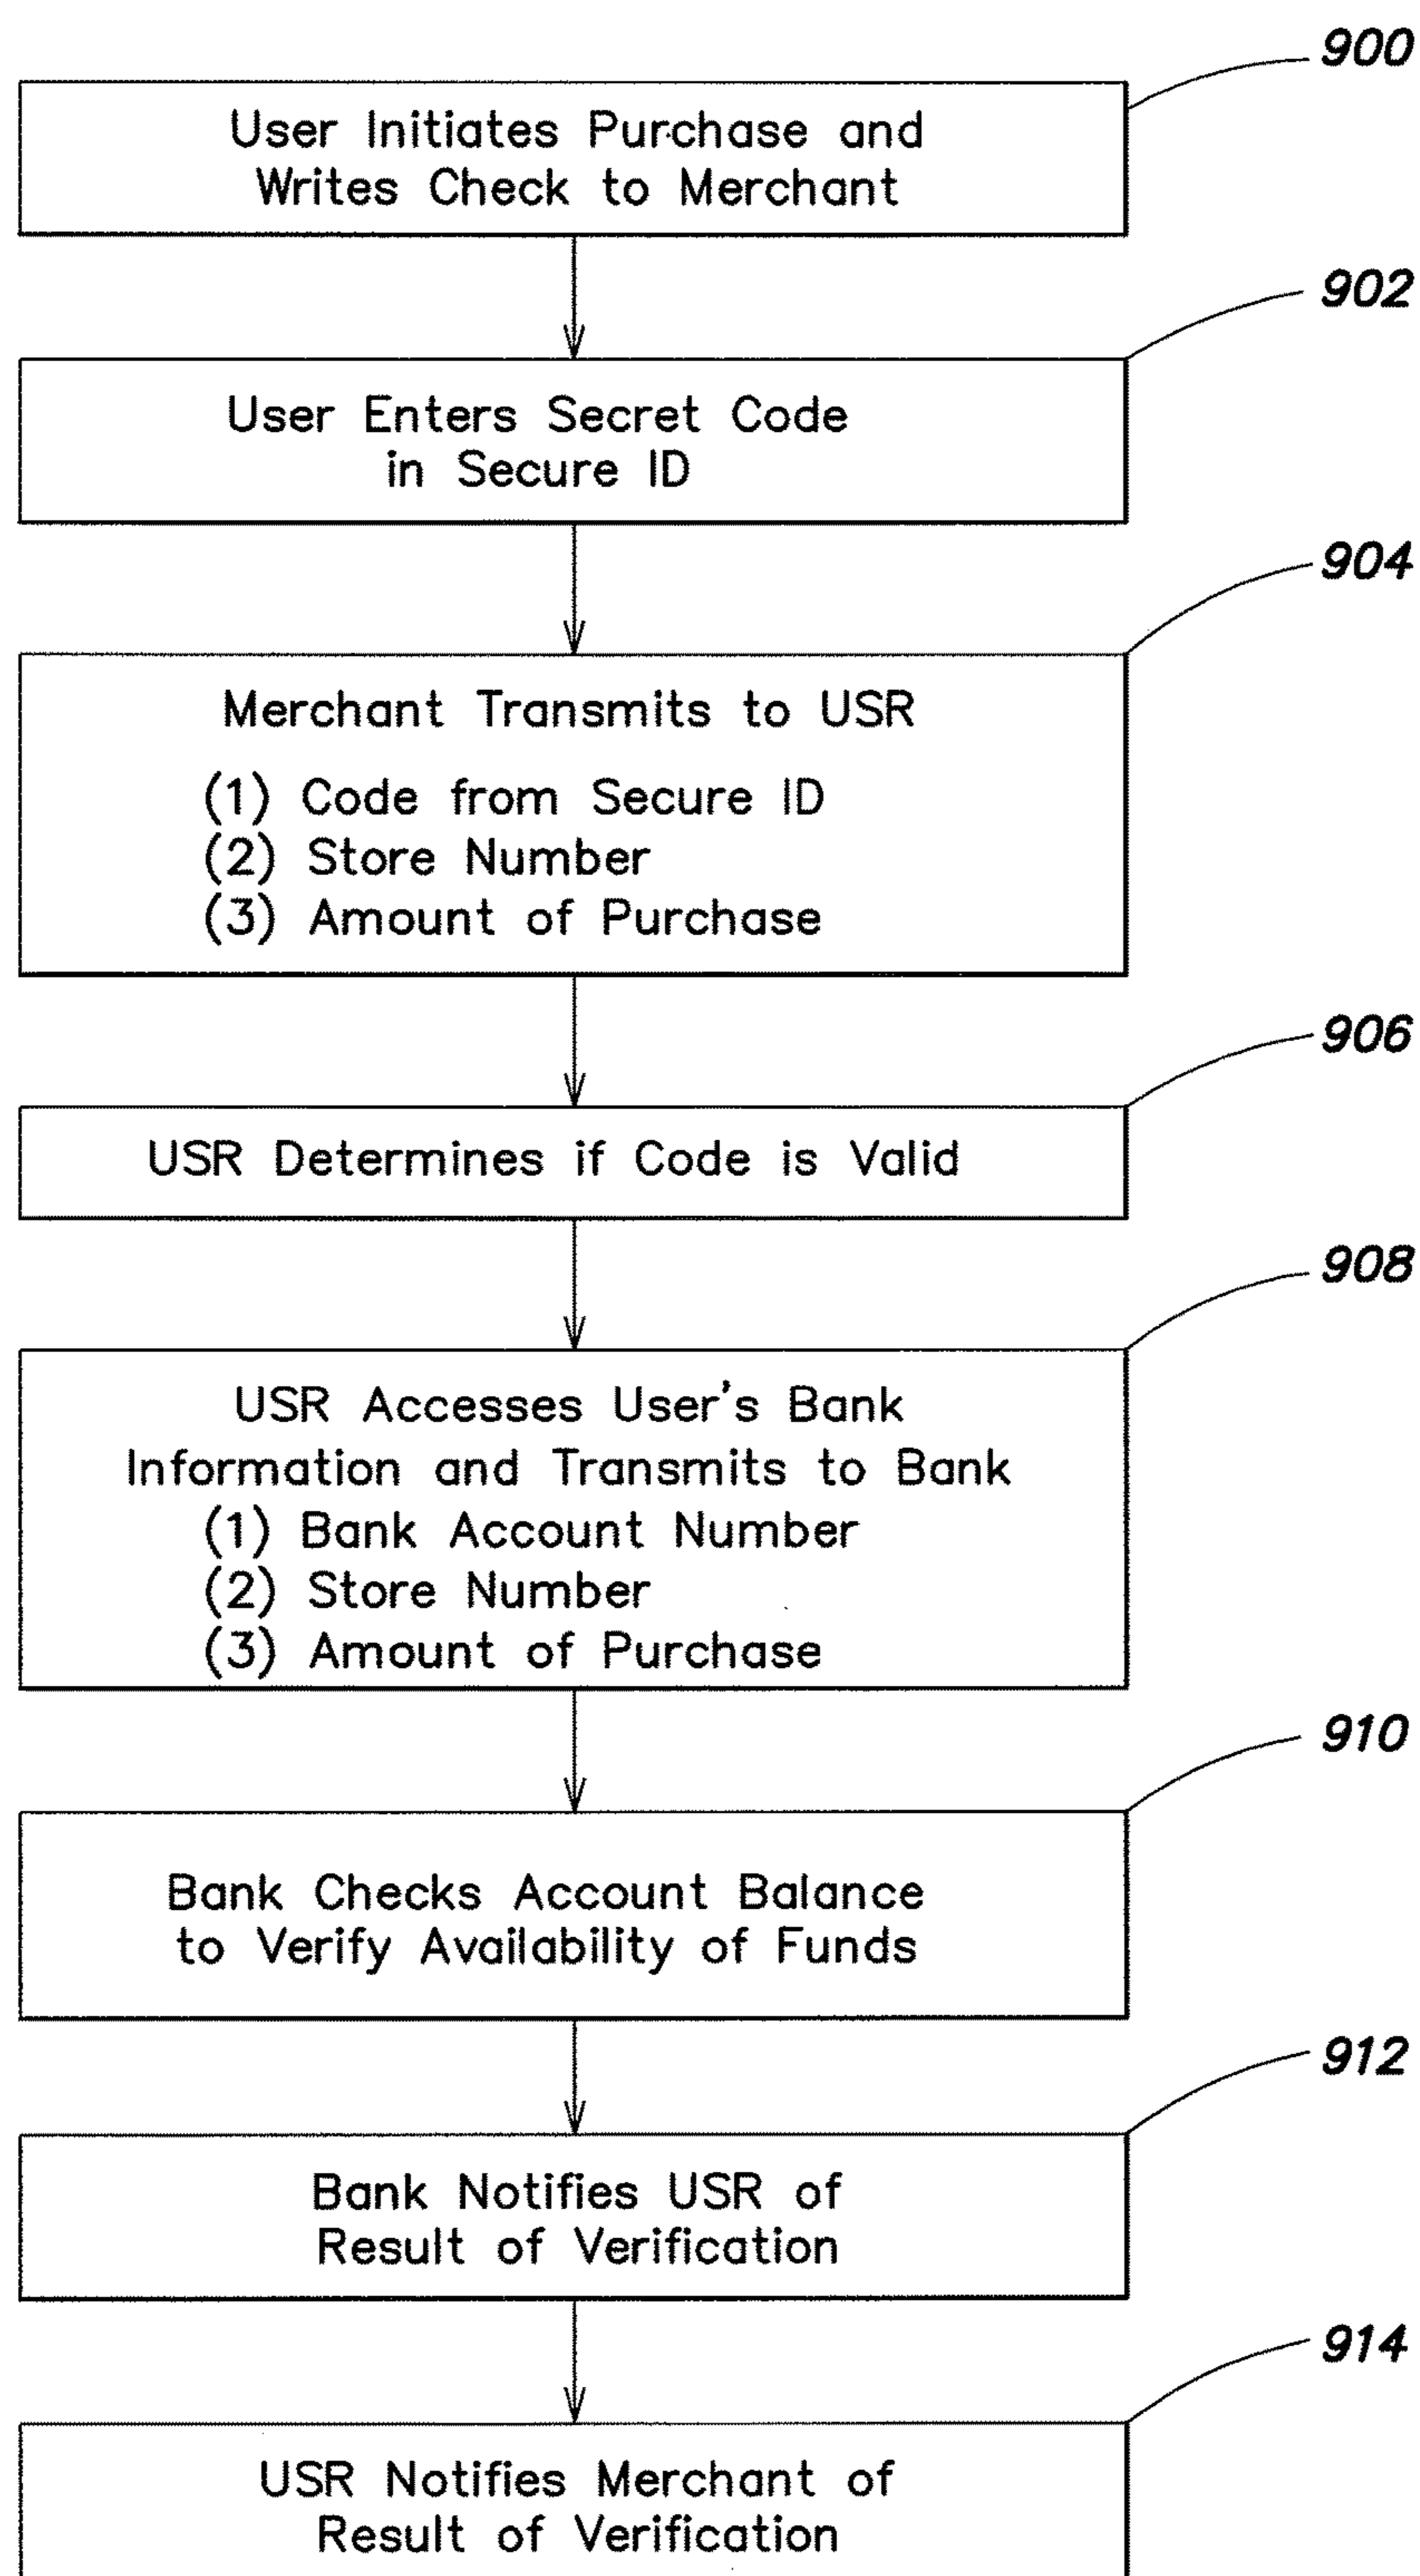 900
User Initiates Purchase and
Writes Check to Merchant
902
User Enters Secret Code
in Secure ID
904
Merchant Transmits to USR
(1) Code from Secure ID
(2) Store Number
(3) Amount of Purchase
906
USR Determines if Code is Valid
908
USR Accesses User's Bank
Information and Transmits to Bank
(1) Bank Account Number
(2) Store Number
(3) Amount of Purchase
910
Bank Checks Account Balance
to Verify Availability of Funds
912
Bank Notifies USR of
Result of Verification
914
USR Notifies Merchant of
Result of Verification